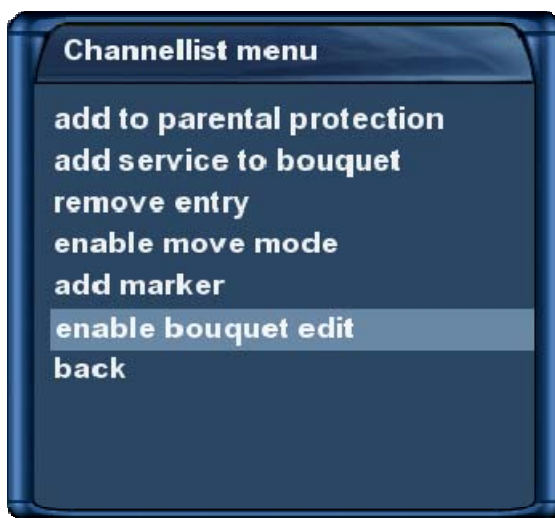 Channellist menu
add to parental protection
add service to bouquet
remove entry
enable move mode
add marker
enable bouquet edit
back